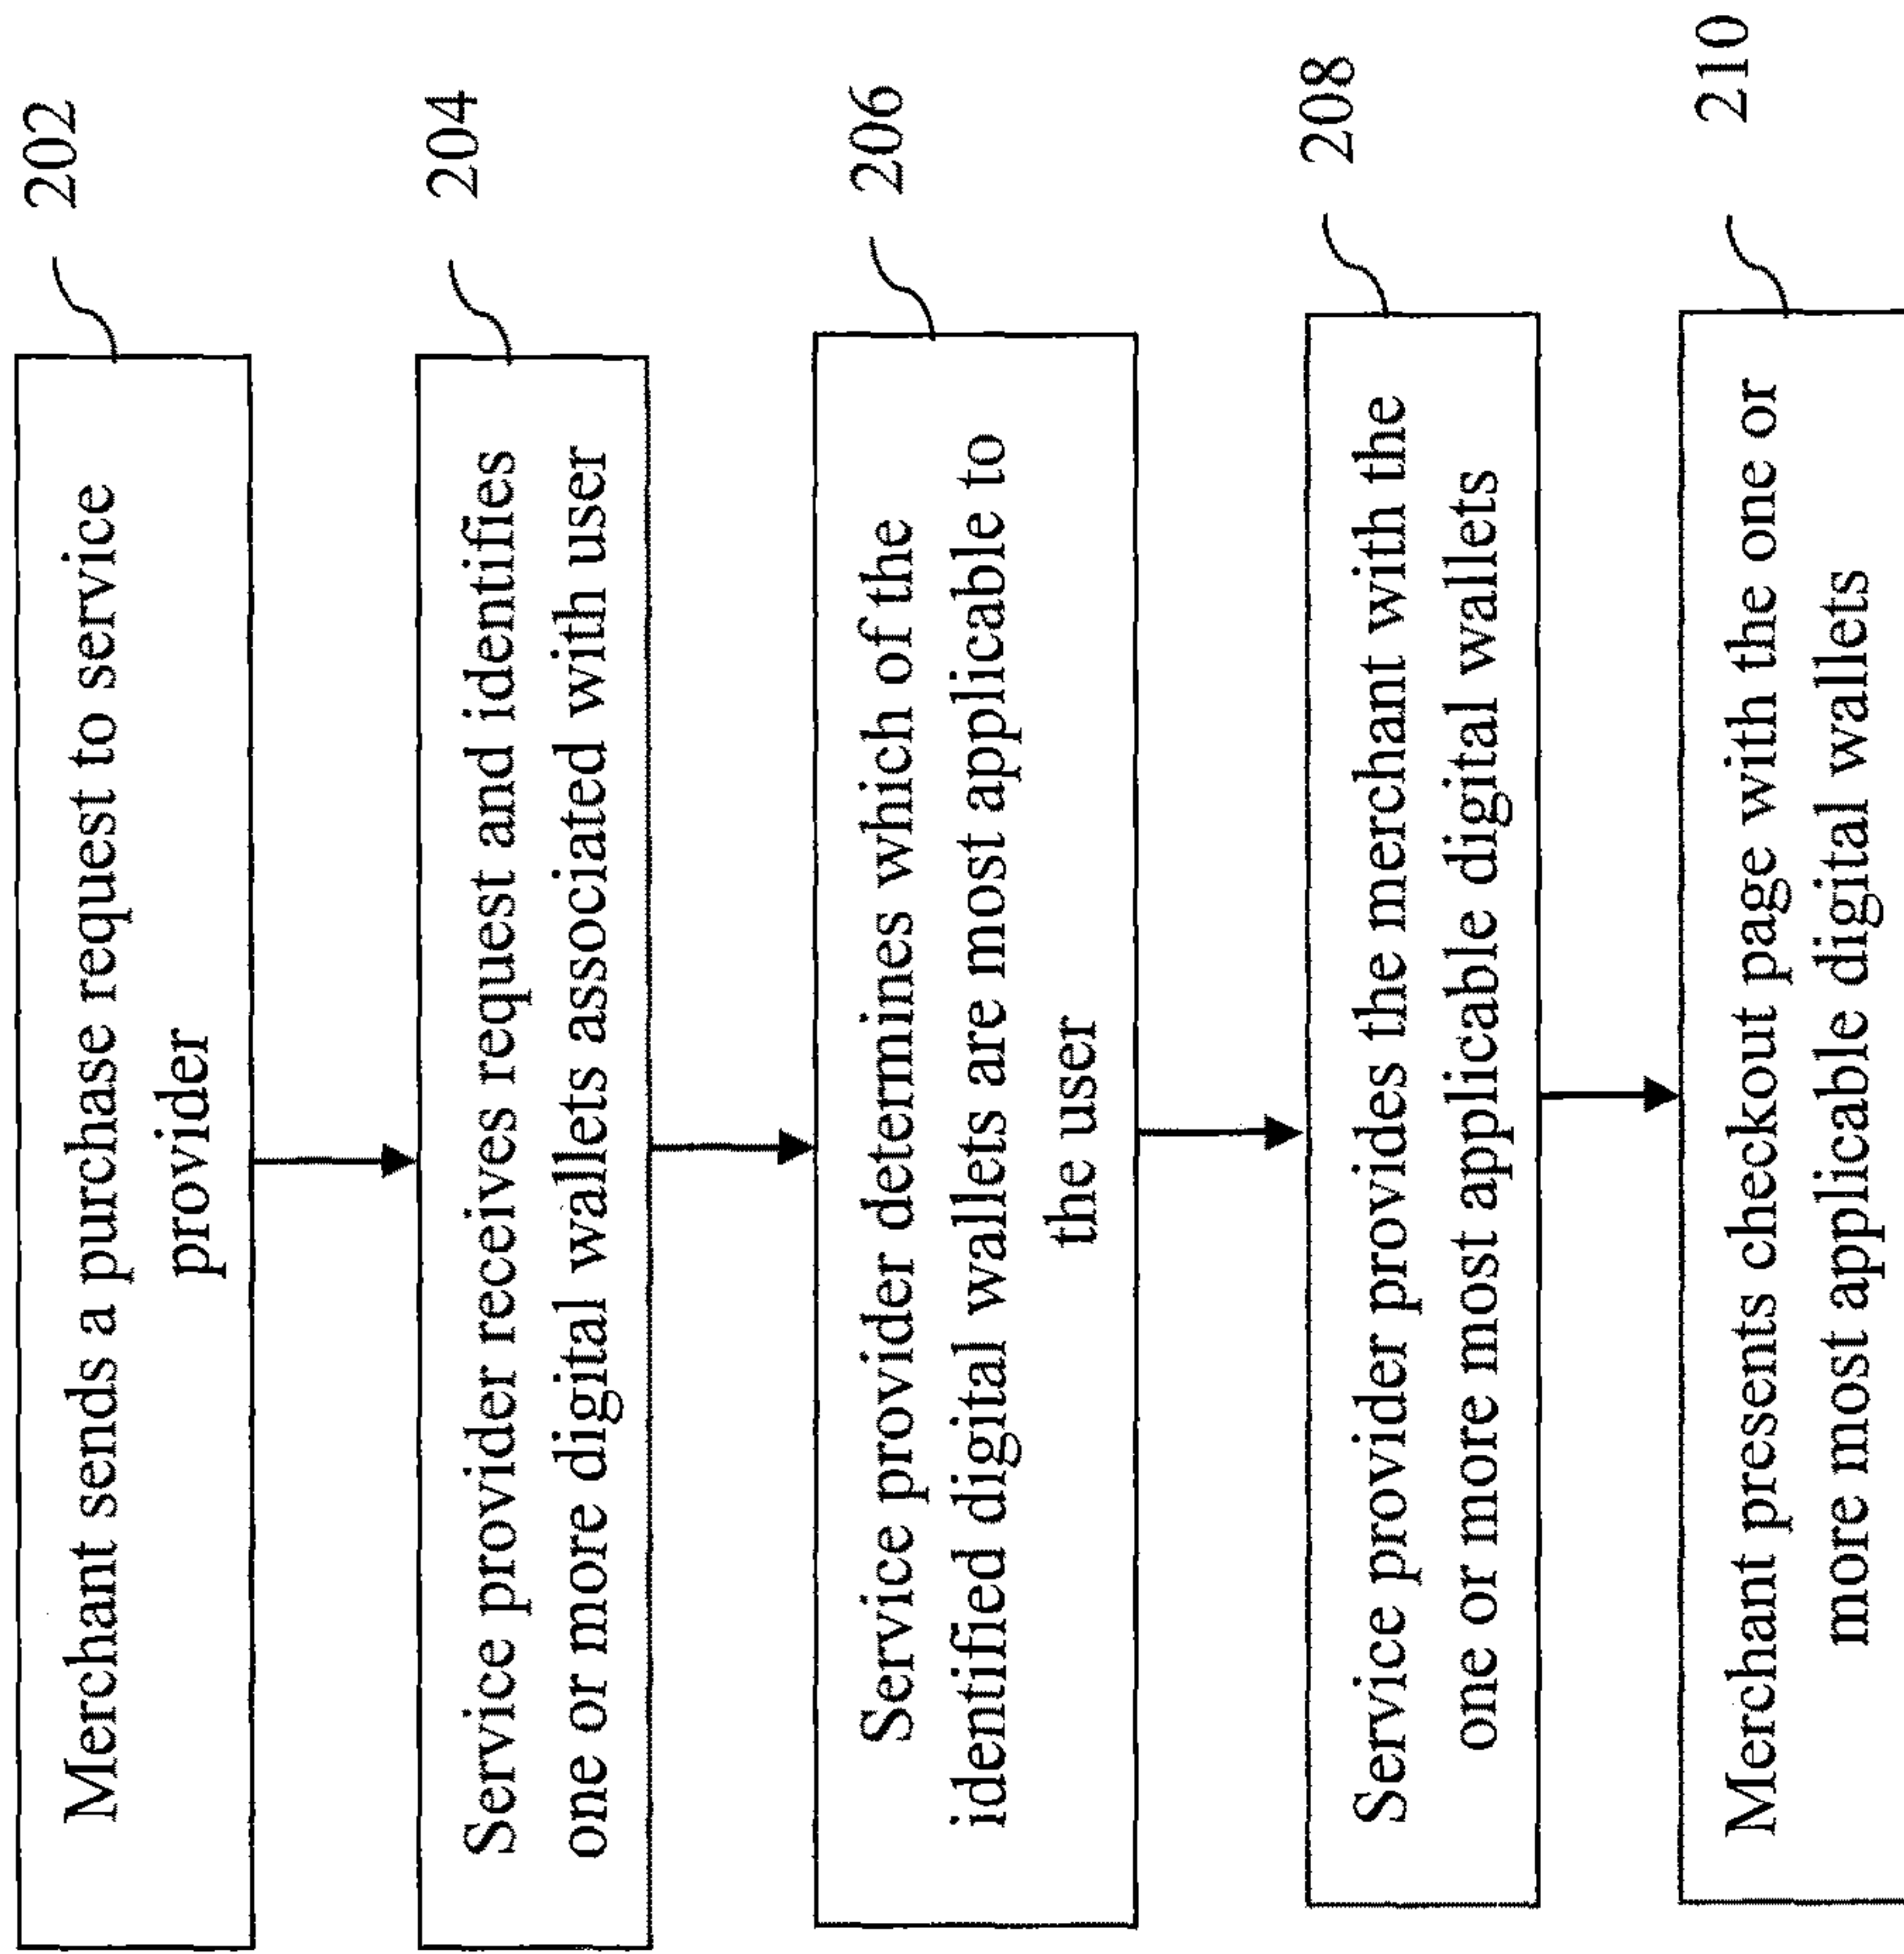 Merchant sends a purchase request to service
provider
202
Service provider receives request and identifies
one or more digital wallets associated with user
204
Service provider determines which of the
identified digital wallets are most applicable to
the user
206
Service provider provides the merchant with the
one or more most applicable digital wallets
208
Merchant presents checkout page with the one or
more most applicable digital wallets
210